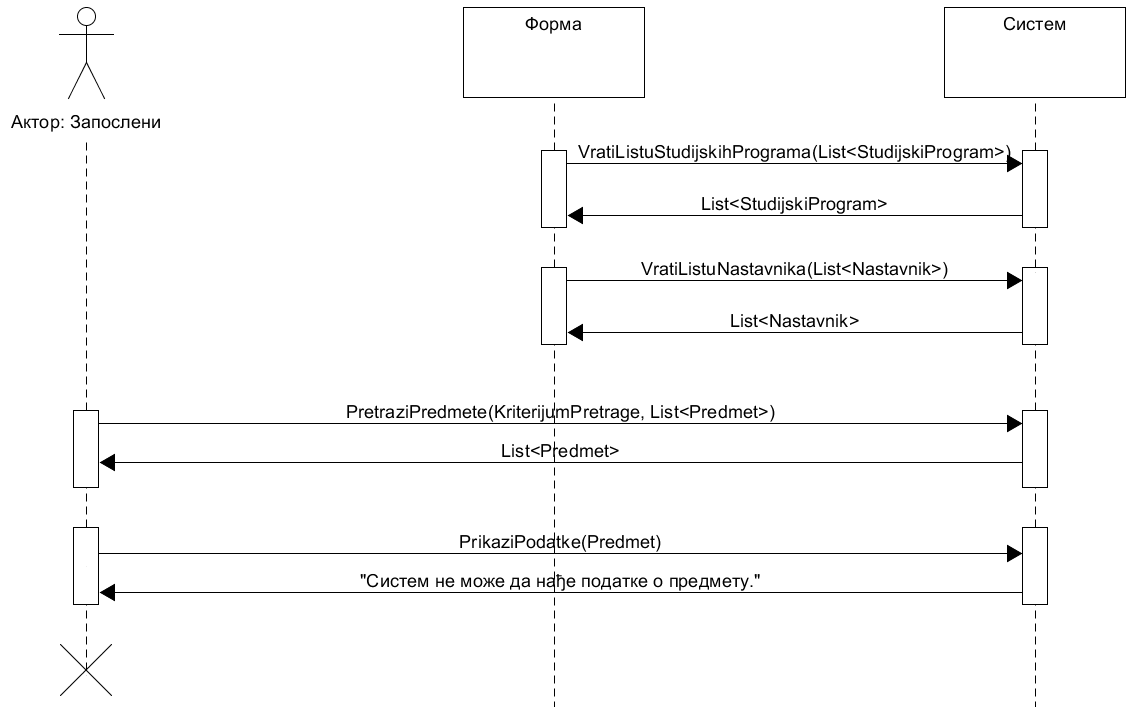 Форма
Систем
Актор: Запослени
VratiListuStudijskihPrograma(List<StudijskiProgram>)
List<StudijskiProgram>
VratiListuNastavnika(List<Nastavnik>)
List<Nastavnik>
PretraziPredmete(KriterijumPretrage, List<Predmet>)
List<Predmet>
PrikaziPodatke(Predmet)
"Систем не може да нађе податке о предмету."